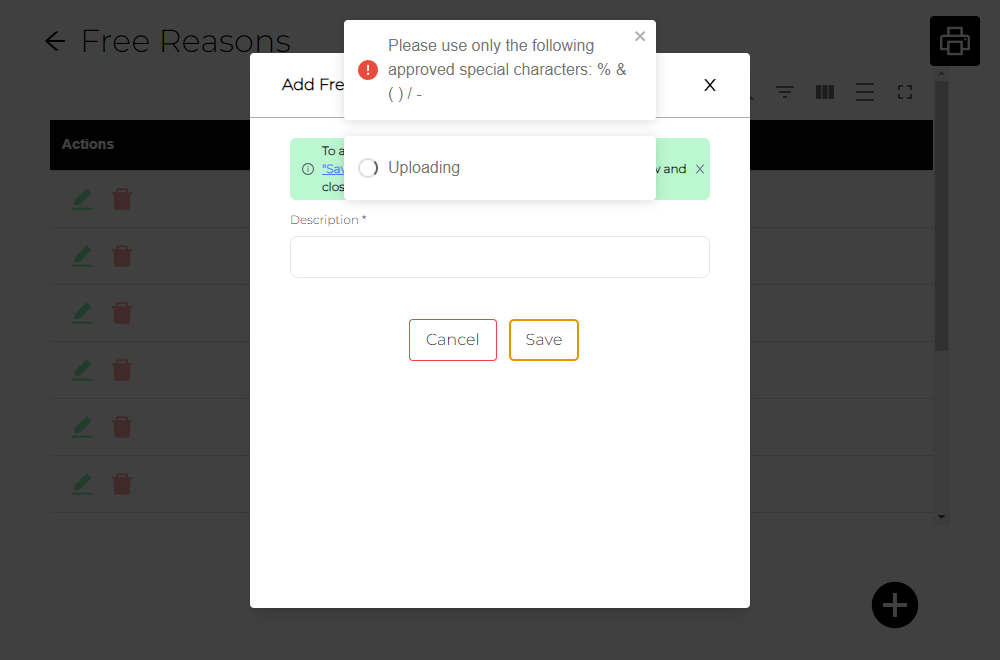 Free Reasons
Please use only the following
approved special characters: % &
( ) / -
Add Fre
X
Actions
To a
"Sav
w and
clos
Uploading
Description *
Cancel
Save